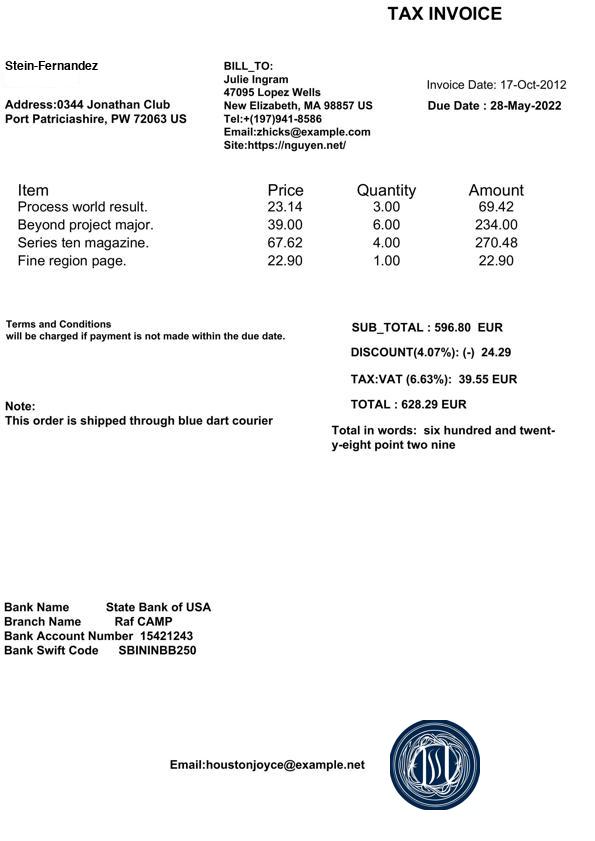 TAX INVOICE
Stein-Fernandez
Address:0344 Jonathan Club
Port Patriciashire, PW 72063 US
BILL_TO:
Julie Ingram
47095 Lopez Wells
New Elizabeth, MA 98857 US
Tel:+(197)941-8586
Email:zhicks@example.com
Site:https://nguyen.net/
Invoice Date: 17-Oct-2012
Due Date : 28-May-2022
Item Price Quantity Amount
Process world result. 23.14 3.00 69.42
Beyond project major. 39.00 6.00 234.00
Series ten magazine. 67.62 4.00 270.48
Fine region page. 22.90 1.00 22.90
Terms and Conditions
will be charged if payment is not made within the due date.
SUB_TOTAL : 596.80 EUR
DISCOUNT(4.07%): (-) 24.29
TAX:VAT (6.63%): 39.55 EUR
TOTAL : 628.29 EUR
Note:
This order is shipped through blue dart courier
Total in words: six hundred and twent-
y-eight point two nine
Bank Name State Bank of USA
Branch Name Raf CAMP
Bank Account Number 15421243
Bank Swift Code SBININBB250
Email:houstonjoyce@example.net